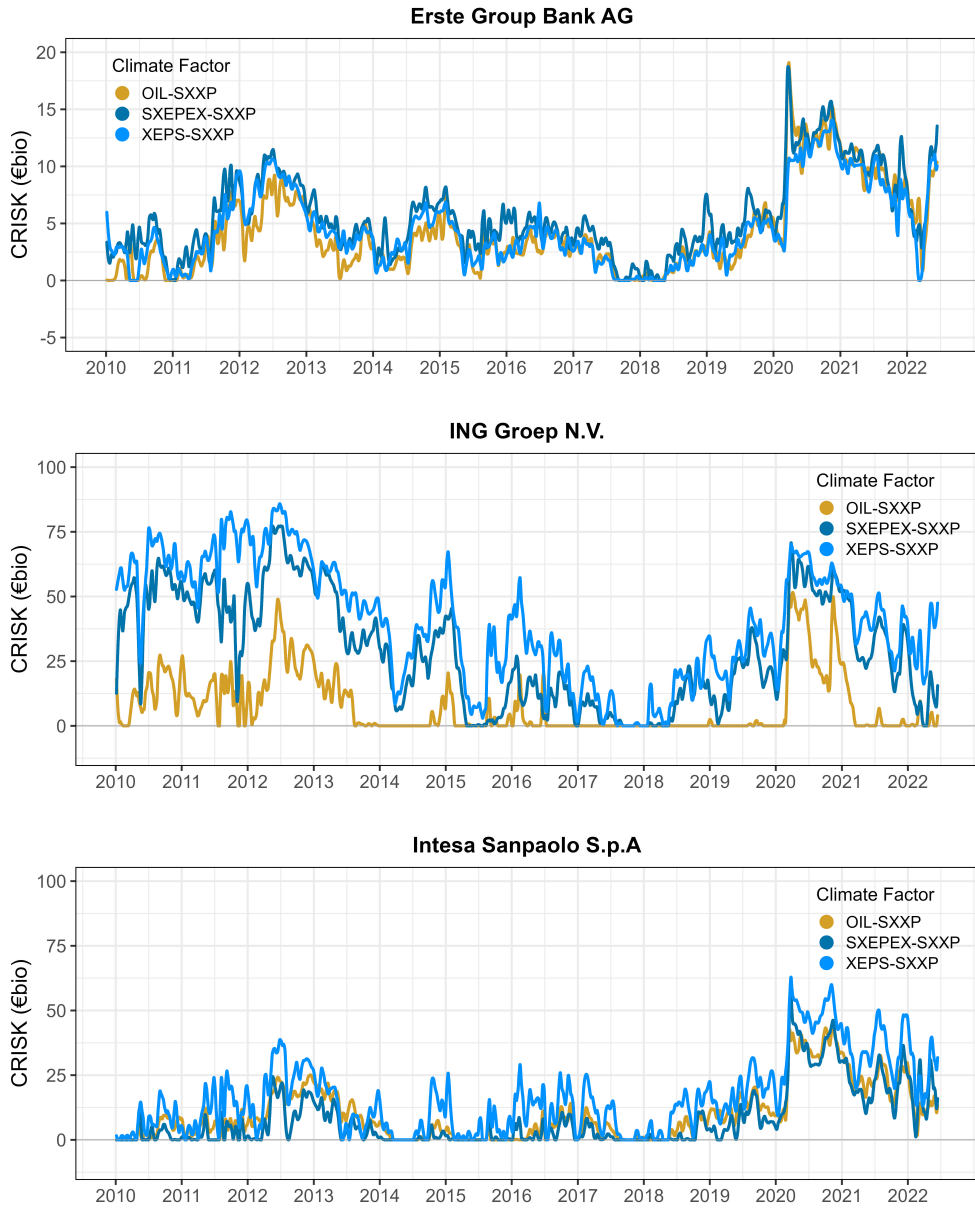 Erste Group Bank AG
CRISK (€bio)
20
15
10
5
0
-5
Climate Factor
OIL-SXXP
SXEPEX-SXXP
XEPS-SXXP
2010 2011 2012 2013 2014 2015 2016 2017 2018 2019 2020 2021 2022
ING Groep N.V.
CRISK (€bio)
100
75
50
25
0
Climate Factor
OIL-SXXP
SXEPEX-SXXP
XEPS-SXXP
2010 2011 2012 2013 2014 2015 2016 2017 2018 2019 2020 2021 2022
Intesa Sanpaolo S.p.A
CRISK (€bio)
100
75
50
25
0
Climate Factor
OIL-SXXP
SXEPEX-SXXP
XEPS-SXXP
2010 2011 2012 2013 2014 2015 2016 2017 2018 2019 2020 2021 2022